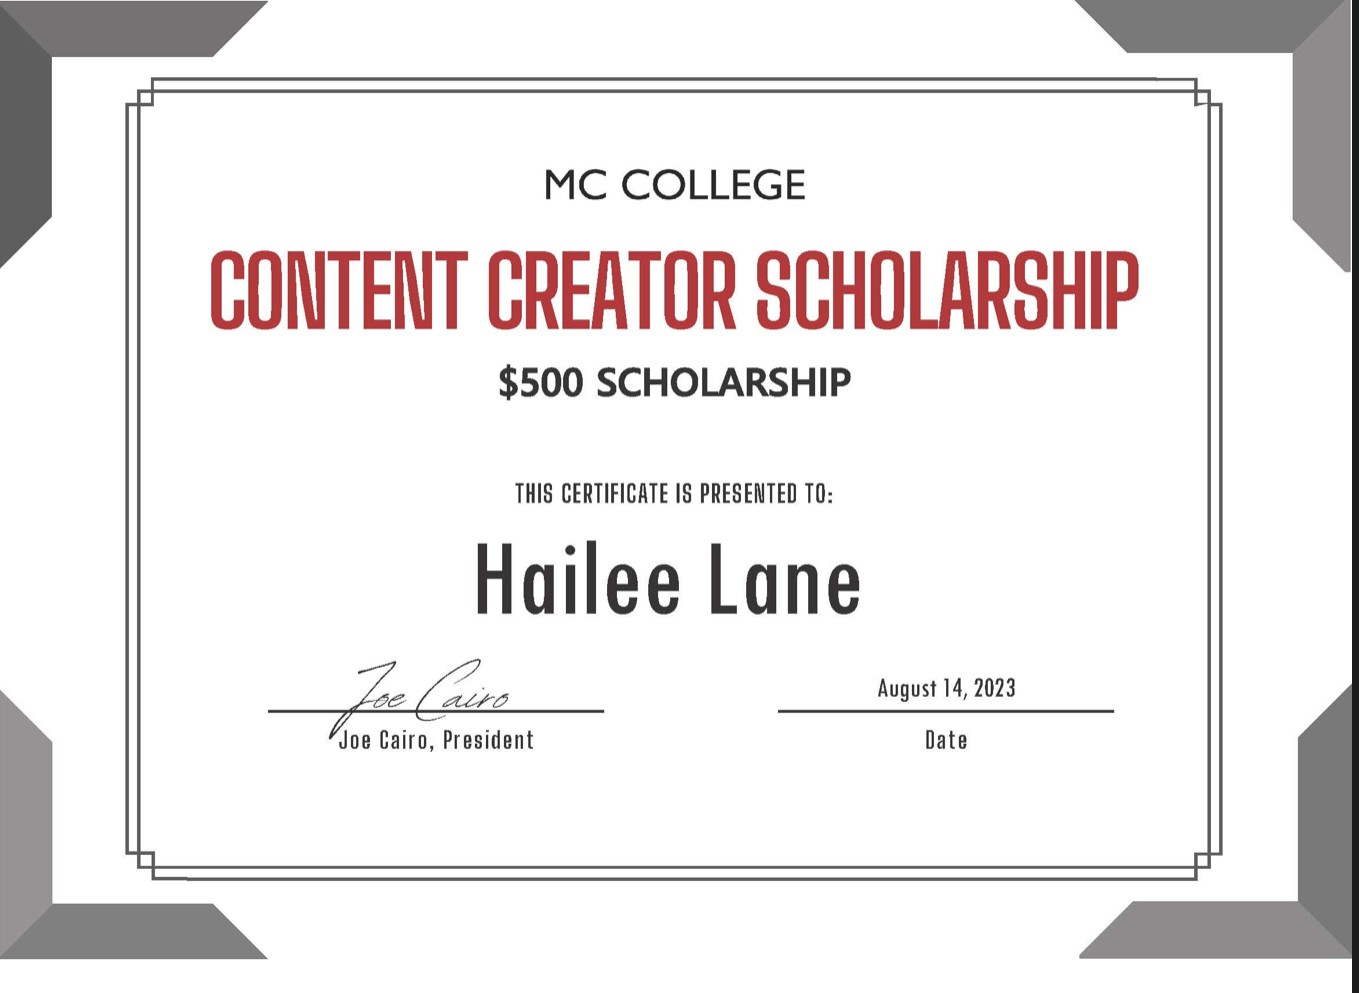 MC COLLEGE
CONTENT CREATOR SCHOLARSHIP
$500 SCHOLARSHIP
THIS CERTIFICATE IS PRESENTED TO:
Hailee Lane
Joe Cairo
Joe Cairo, President
August 14, 2023
Date